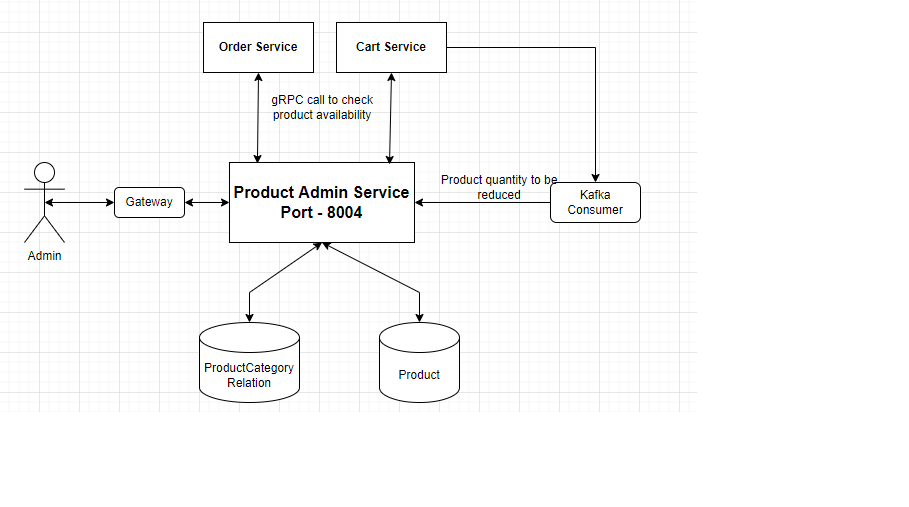 Order Service
Cart Service
gRPC call to check
product availability
Product Admin Service
Port - 8004
Product quantity to be
reduced
Kafka
Consumer
Gateway
Admin
ProductCategory
Relation
Product